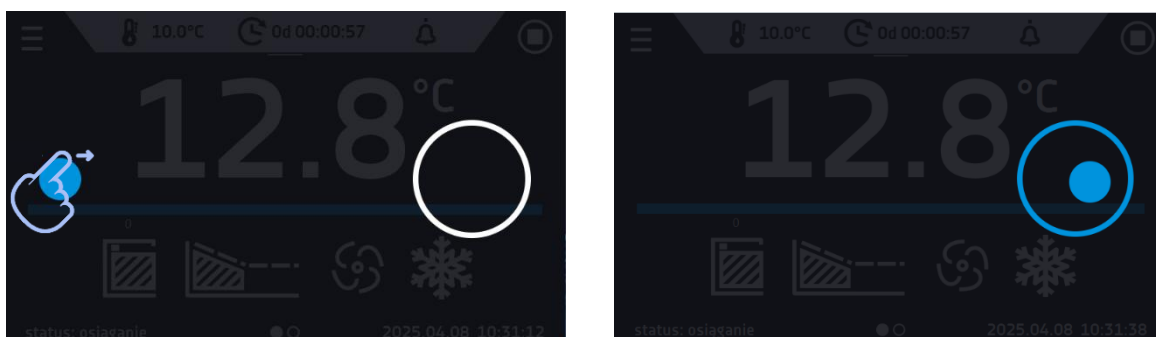 10.0°C 0d 00:00:57
12.8 °C
0
status: osiąganie 2025.04.08 10:31:12
10.0°C 0d 00:00:57
12.8 °C
0
status: osiąganie 2025.04.08 10:31:38